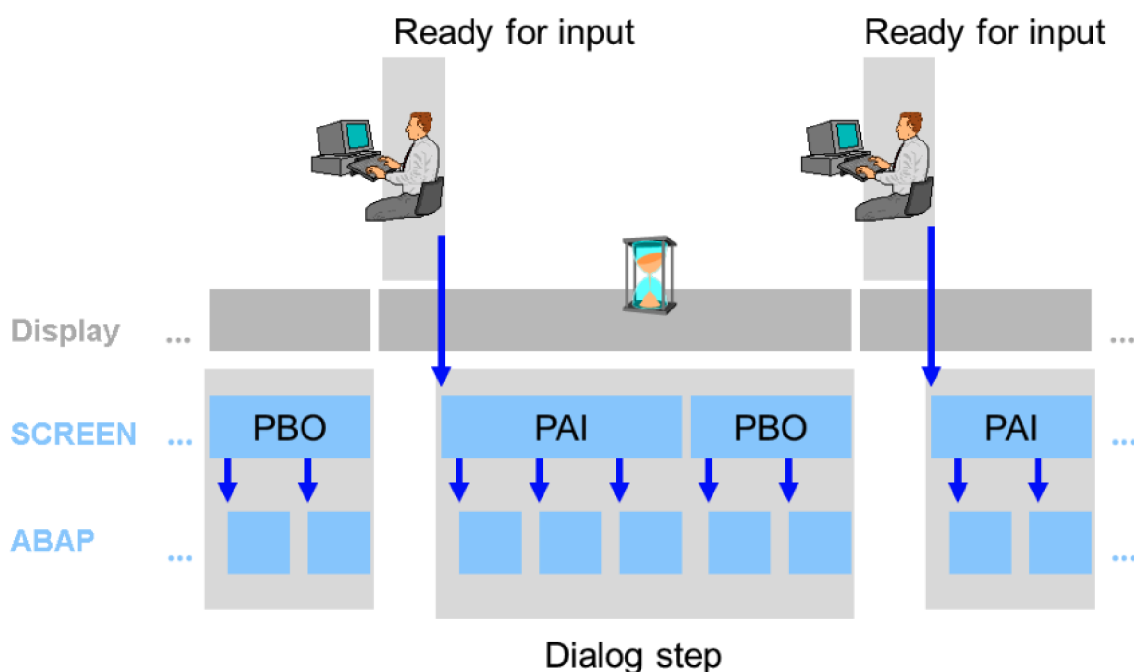 Ready for input Ready for input
Display ... ...
SCREEN ... PBO PAI PBO PAI ...
ABAP ... ...
Dialog step